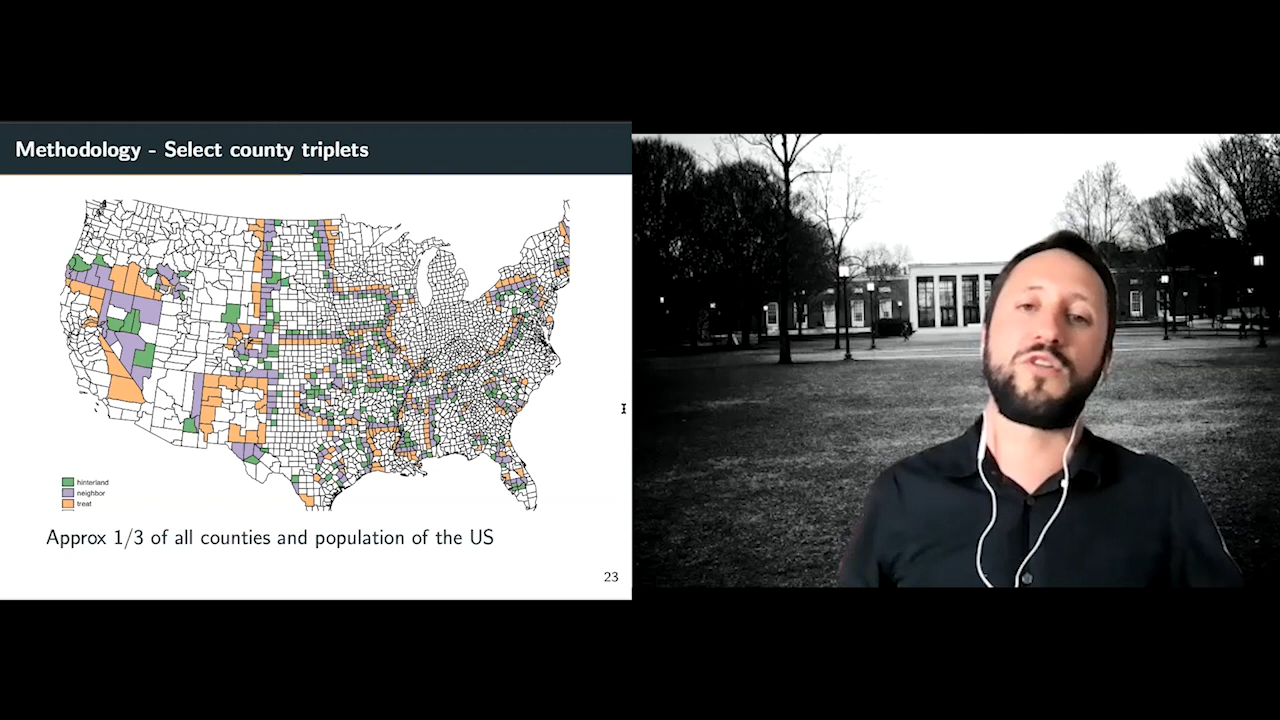 Methodology - Select county triplets
hinterland
neighbor
treat
Approx 1/3 of all counties and population of the US
23